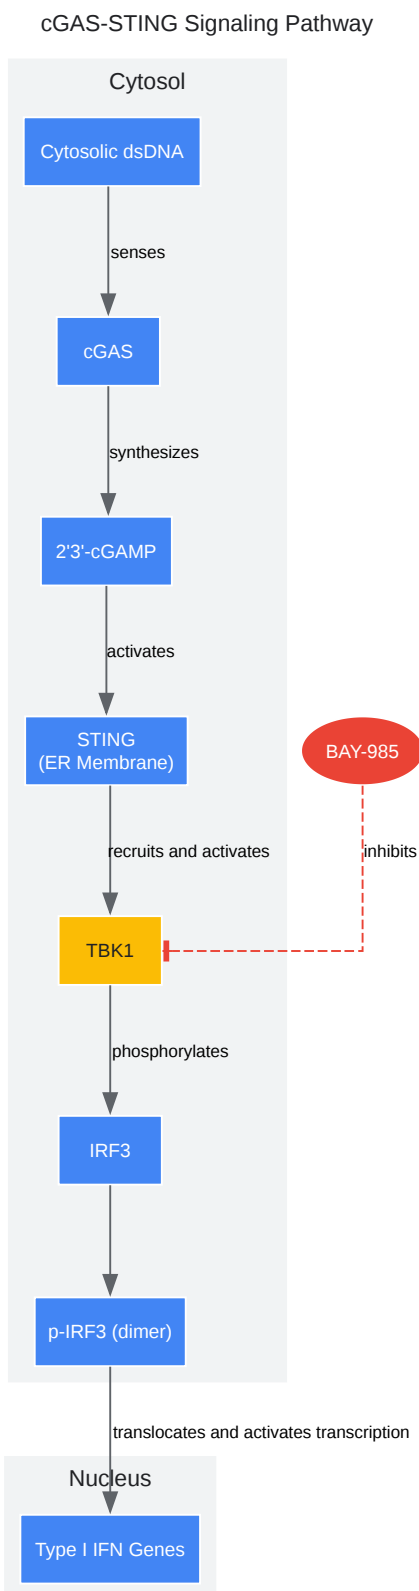 cGAS-STING Signaling Pathway
Cytosol
Cytosolic dsDNA
senses
cGAS
synthesizes
2'3'-cGAMP
activates
STING
(ER Membrane)
BAY-985
recruits and activates
inhibits
TBK1
phosphorylates
IRF3
p-IRF3 (dimer)
translocates and activates transcription
Nucleus
Type I IFN Genes